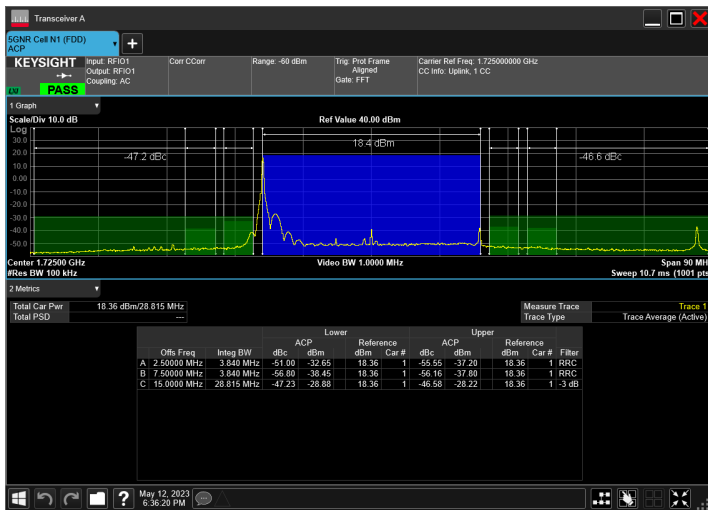 Transceiver A
5GNR Cell N1 (FDD)
ACP
KEYSIGHT
LXI
PASS
Input: RFIO1
Output: RFIO1
Coupling: AC
Corr CCorr
Range: -60 dBm
Trig: Prot Frame
Aligned
Gate: FFT
Carrier Ref Freq: 1.725000000 GHz
CC Info: Uplink, 1 CC
1 Graph
Scale/Div 10.0 dB
Ref Value 40.00 dBm
Log
30.0
20.0
10.0
0.00
-10.0
-20.0
-30.0
-40.0
-50.0
-47.2 dBc
18.4 dBm
-46.6 dBc
Center 1.72500 GHz
Video BW 1.0000 MHz
Span 90 MH
#Res BW 100 kHz
Sweep 10.7 ms (1001 pts
2 Metrics
Total Car Pwr 18.36 dBm/28.815 MHz
Total PSD ---
Measure Trace Trace 1
Trace Type Trace Average (Active)
Lower Upper
ACP Reference ACP Reference
Offs Freq Integ BW dBc dBm dBm Car # dBc dBm dBm Car # Filter
A 2.50000 MHz 3.840 MHz -51.00 -32.65 18.36 1 -55.55 -37.20 18.36 1 RRC
B 7.50000 MHz 3.840 MHz -56.80 -38.45 18.36 1 -56.16 -37.80 18.36 1 RRC
C 15.0000 MHz 28.815 MHz -47.23 -28.88 18.36 1 -46.58 -28.22 18.36 1 -3 dB
?
May 12, 2023
6:36:20 PM